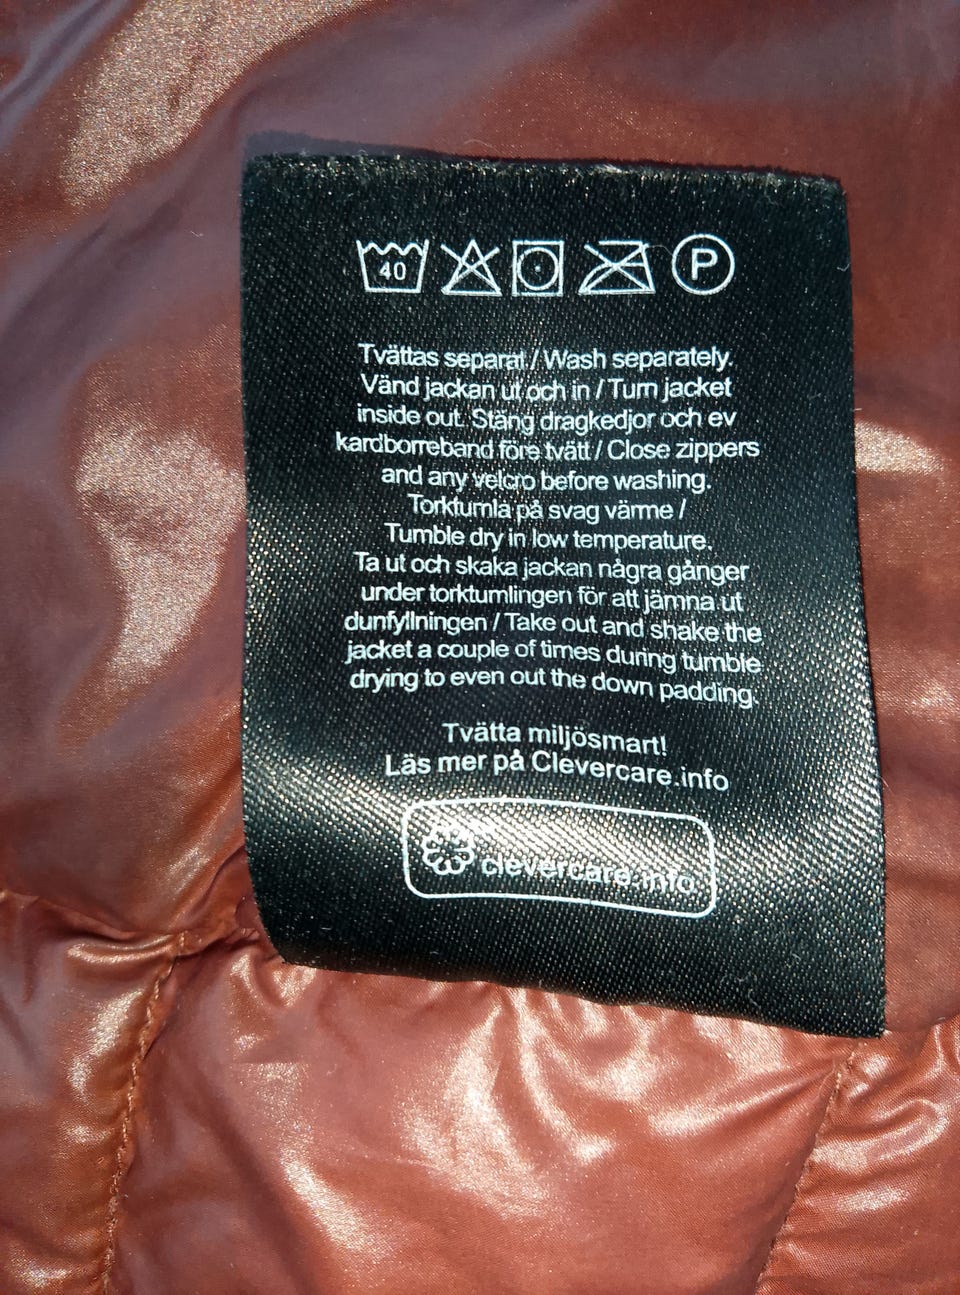 40 P
Tvättas separat / Wash separately.
Vänd jackan ut och in / Turn jacket
inside out. Stäng dragkedjor och ev
kardborreband före tvätt / Close zippers
and any velcro before washing.
Torktumla på svag värme /
Tumble dry in low temperature.
Ta ut och skaka jackan några gånger
under torktumlingen för att jämna ut
dunfyllningen / Take out and shake the
jacket a couple of times during tumble
drying to even out the down padding.
Tvätta miljösmart!
Läs mer på Clevercare.info
clevercare.info